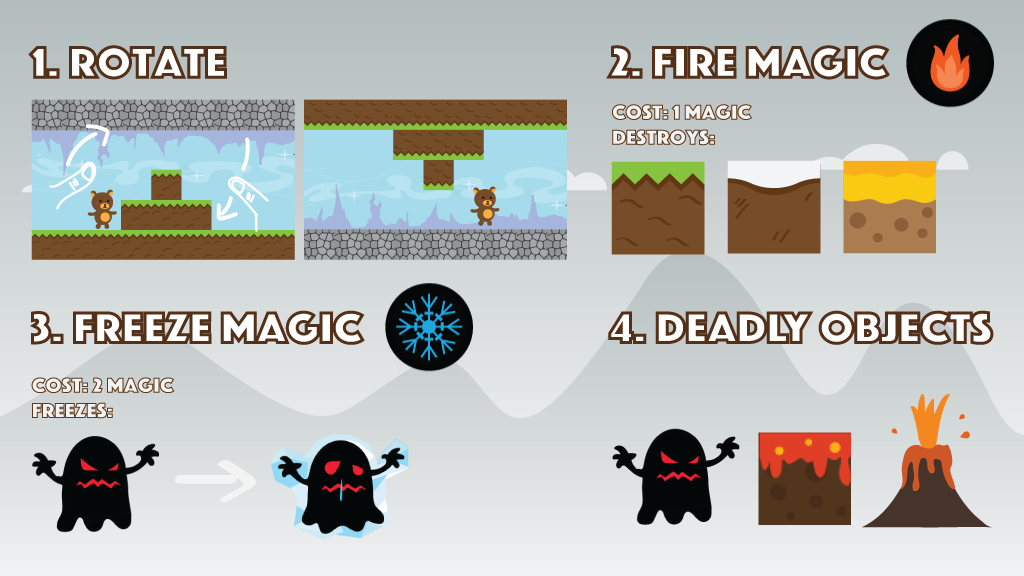 1. ROTATE
2. FIRE MAGIC
COST: 1 MAGIC
DESTROYS:
3. FREEZE MAGIC
COST: 2 MAGIC
FREEZES:
4. DEADLY OBJECTS